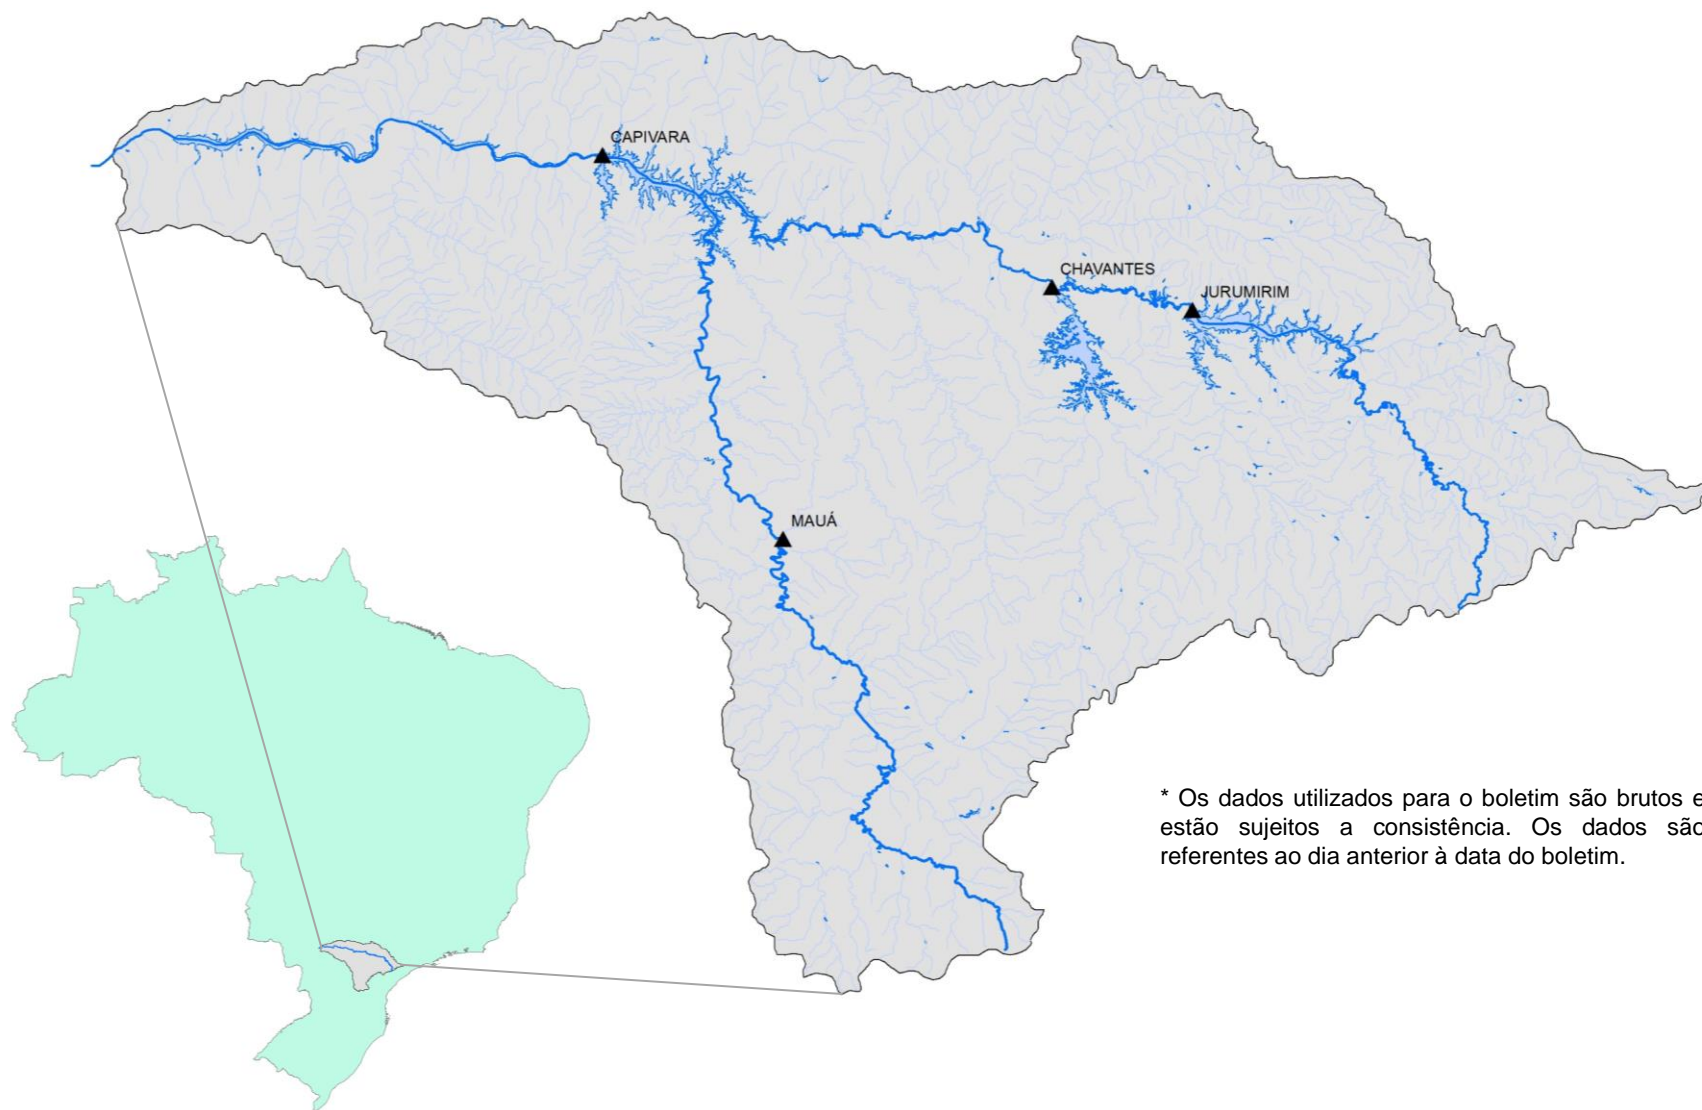 CAPIVARA
CHAVANTES
JURUMIRIM
MAUÁ
* Os dados utilizados para o boletim são brutos e
estão sujeitos a consistência. Os dados são
referentes ao dia anterior à data do boletim.